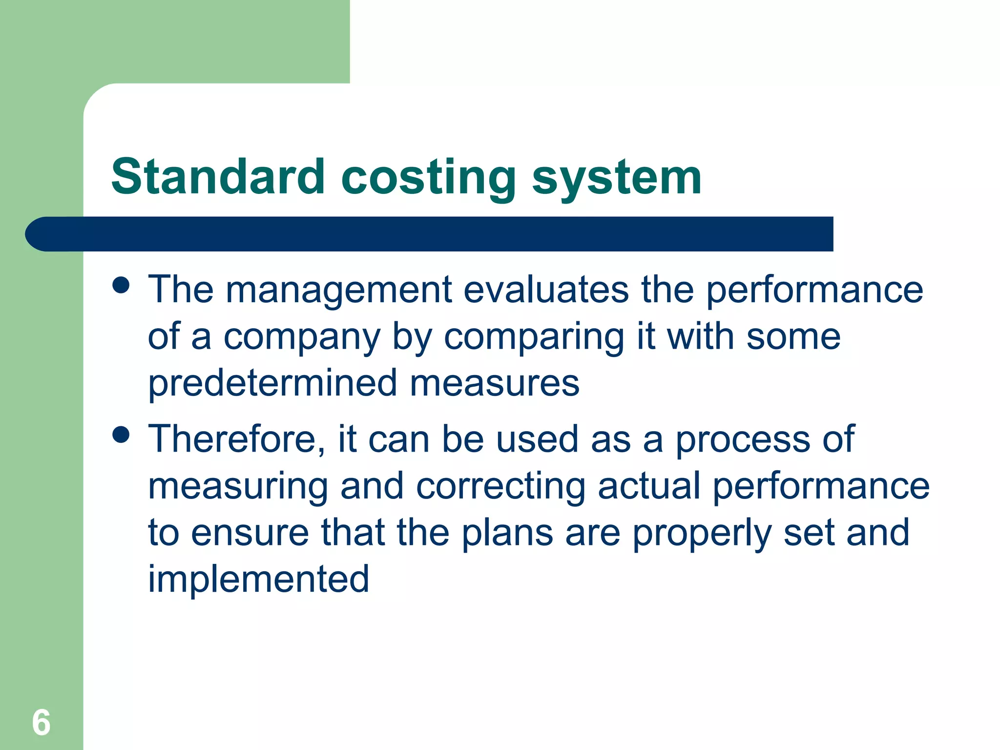 Standard costing system
• The management evaluates the performance
of a company by comparing it with some
predetermined measures
• Therefore, it can be used as a process of
measuring and correcting actual performance
to ensure that the plans are properly set and
implemented
6